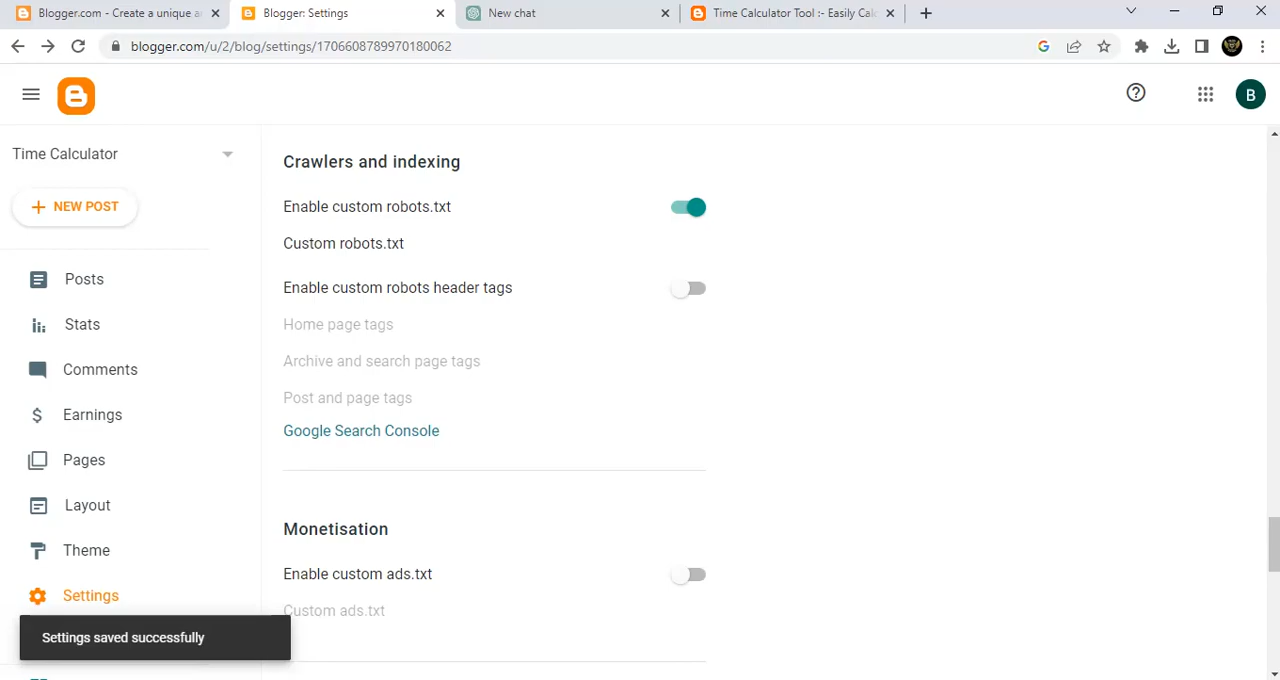 Blogger.com - Create a unique a
Blogger: Settings
New chat
Time Calculator Tool :- Easily Cal
blogger.com/u/2/blog/settings/1706608789970180062
B
Time Calculator
NEW POST
Posts
Stats
Comments
Earnings
Pages
Layout
Theme
Settings
Crawlers and indexing
Enable custom robots.txt
Custom robots.txt
Enable custom robots header tags
Home page tags
Archive and search page tags
Post and page tags
Google Search Console
Monetisation
Enable custom ads.txt
Custom ads.txt
Settings saved successfully